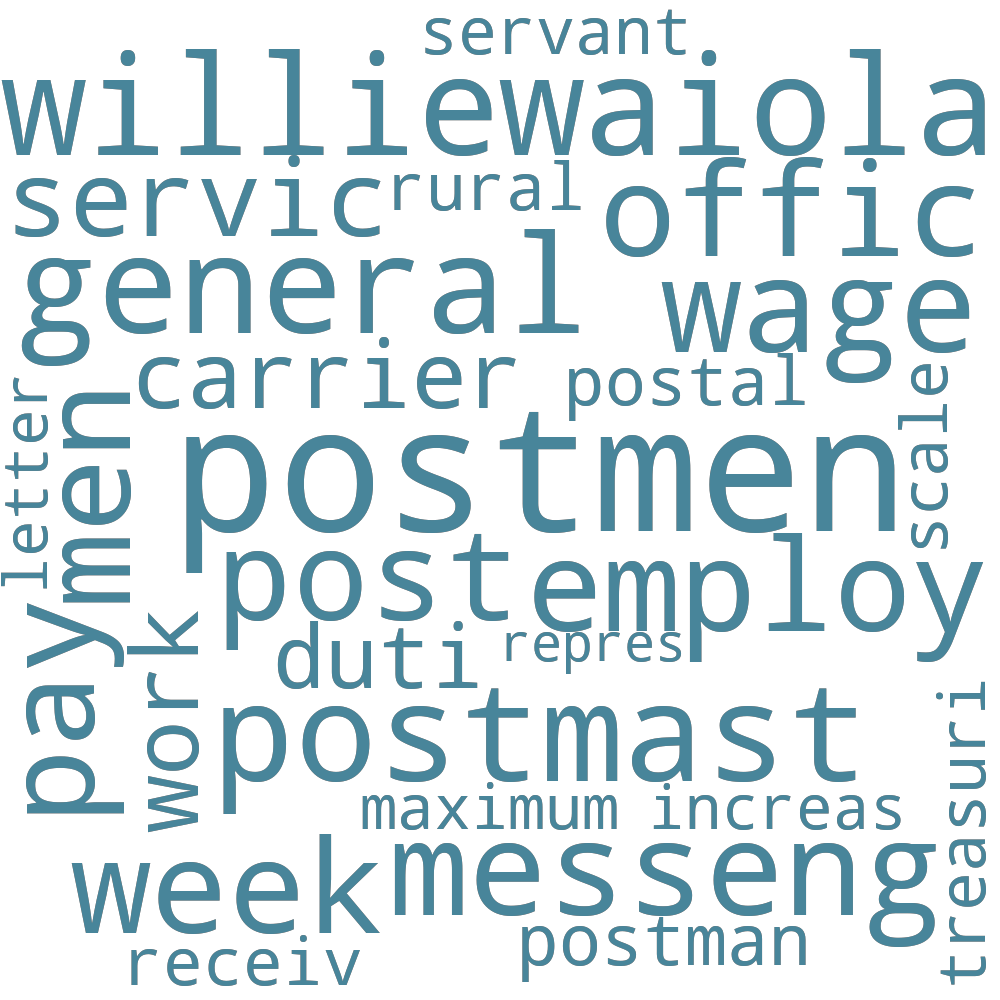 servant
williewaiola
servic rural offic
general wage
carrier postal
letter men postmen scale
post employ
pay work duti repres
postmast treasuri
maximum increas
week messeng
receiv postman